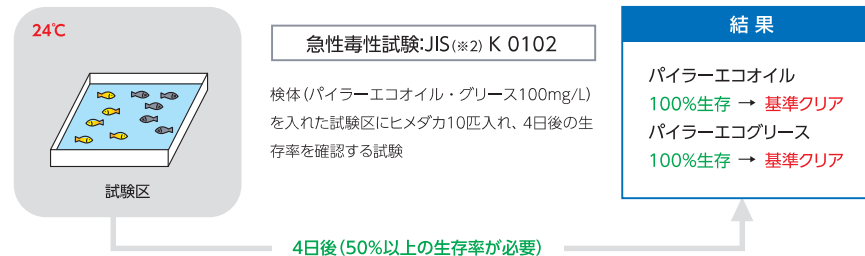 24℃
試験区
急性毒性試験:JIS(※2) K 0102
検体(パイラーエコオイル・グリース100mg/L)
を入れた試験区にヒメダカ10匹入れ、4日後の生
存率を確認する試験
結果
パイラーエコオイル
100%生存 → 基準クリア
パイラーエコグリース
100%生存 → 基準クリア
4日後(50%以上の生存率が必要)